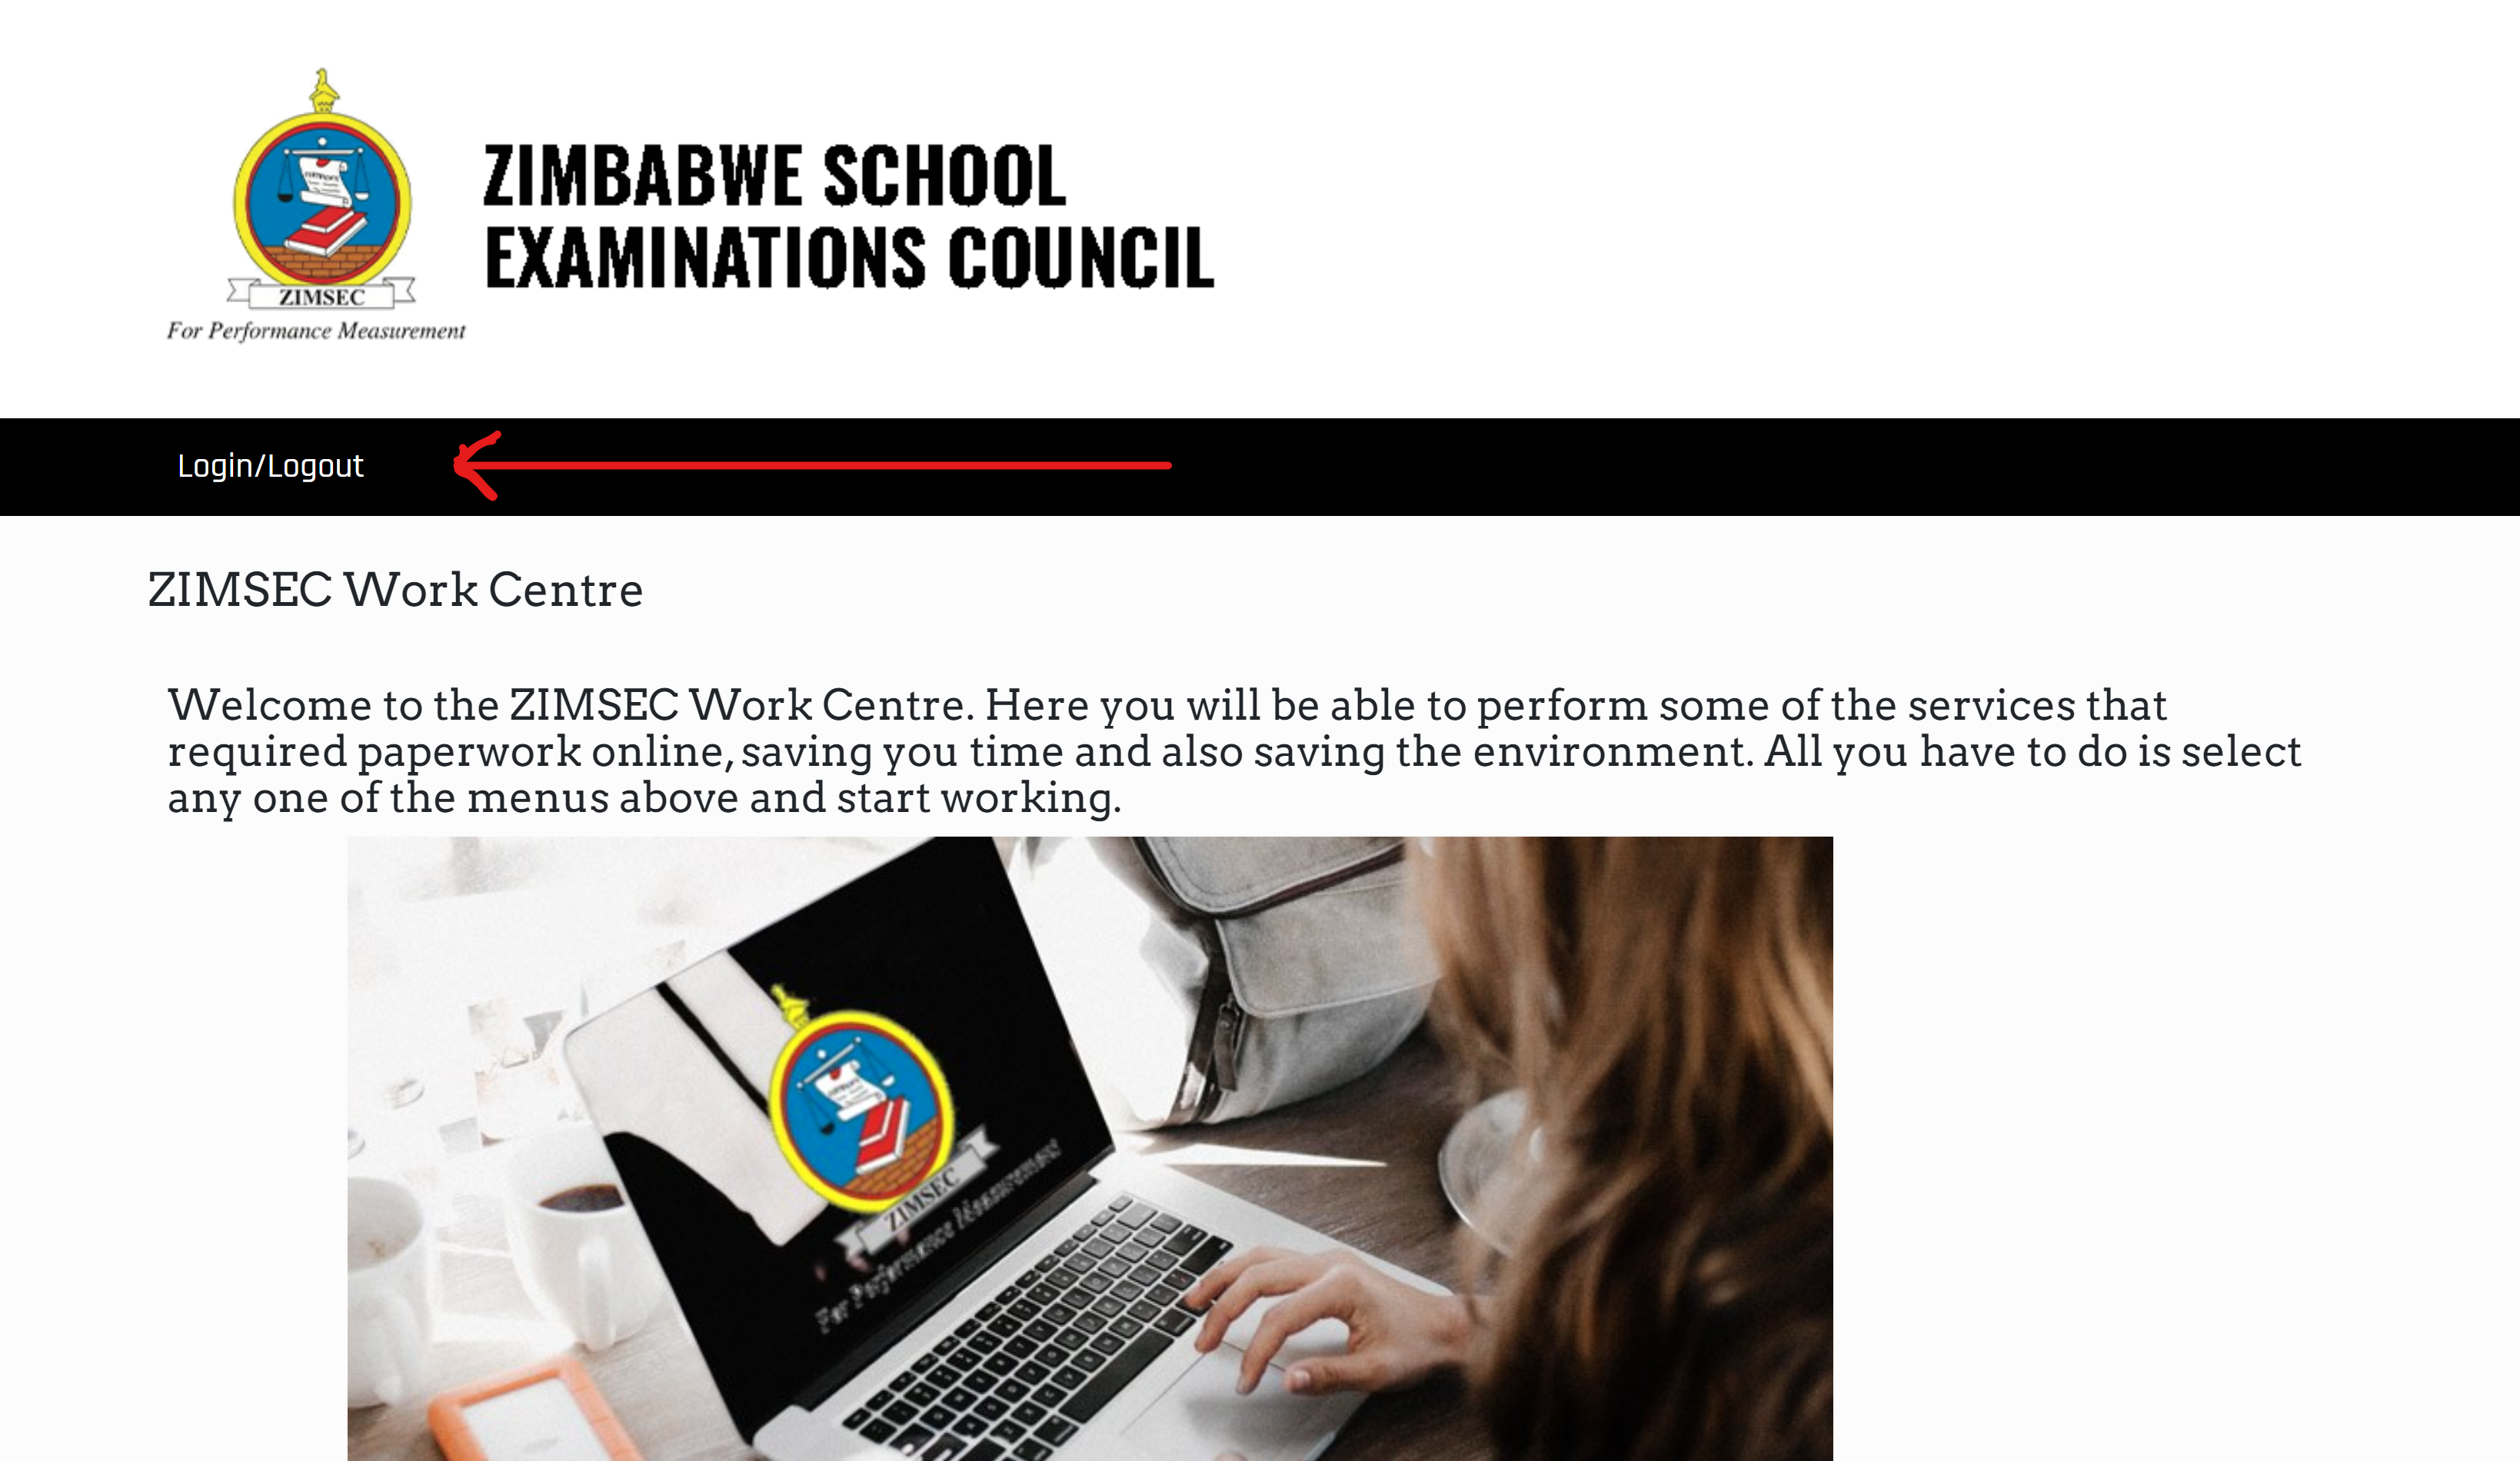 ZIMBABWE SCHOOL
EXAMINATIONS COUNCIL
ZIMSEC
For Performance Measurement
Login/Logout
ZIMSEC Work Centre
Welcome to the ZIMSEC Work Centre. Here you will be able to perform some of the services that
required paperwork online, saving you time and also saving the environment. All you have to do is select
any one of the menus above and start working.
ZIMSEC
For Performance Measurement